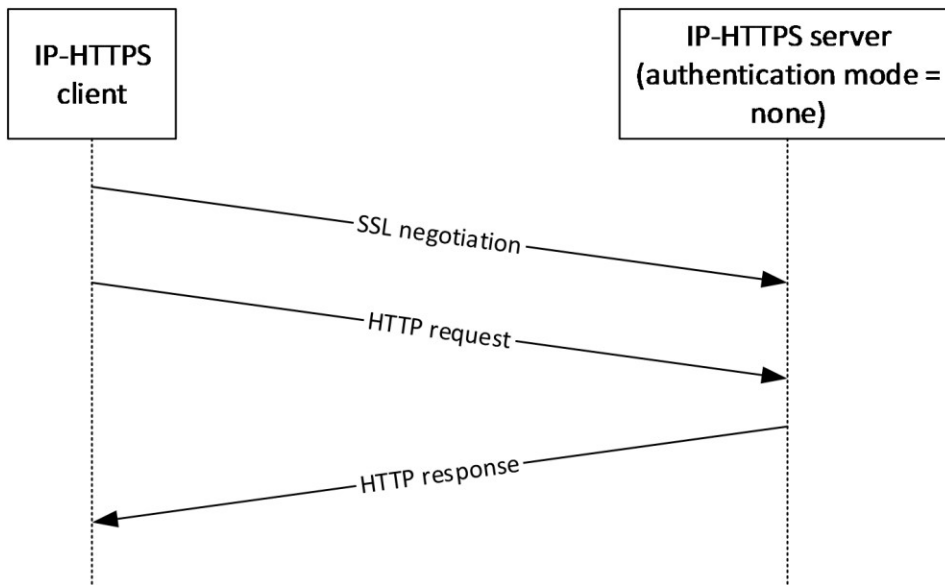 IP-HTTPS
client
IP-HTTPS server
(authentication mode =
none)
SSL negotiation
HTTP request
HTTP response